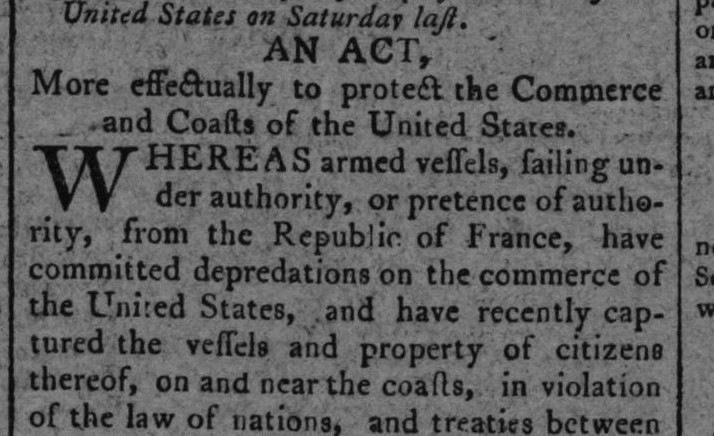 United States on Saturday laſt.
AN ACT,
More effectually to protect the Commerce
and Coaſts of the United States.
WHEREAS armed veſſels, ſailing un-
der authority, or pretence of autho-
rity, from the Republic of France, have
committed depredations on the commerce of
the United States, and have recently cap-
tured the veſſels and property of citizens
thereof, on and near the coaſts, in violation
of the law of nations, and treaties between